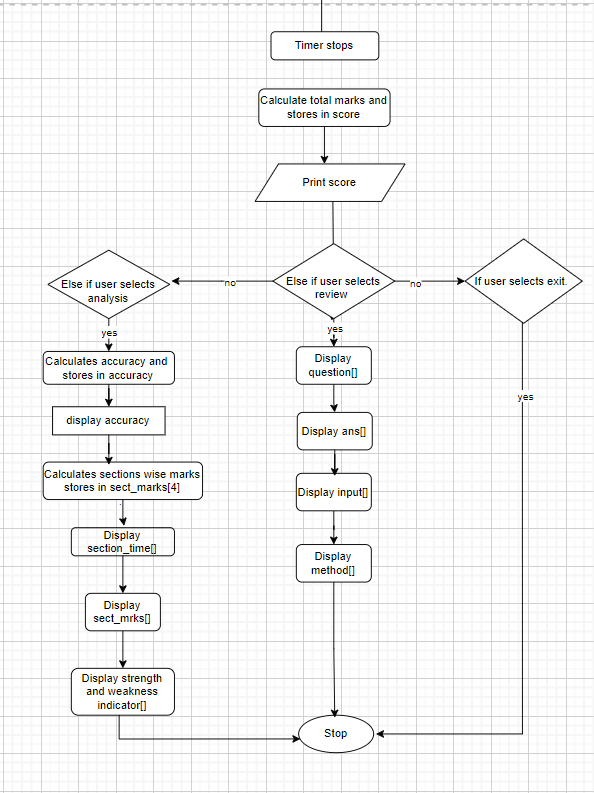 Timer stops
Calculate total marks and
stores in score
Print score
Else if user selects
analysis
no
Else if user selects
review
no
If user selects exit.
yes
Calculates accuracy and
stores in accuracy
display accuracy
Calculates sections wise marks
stores in sect_marks[4]
Display
section_time[]
Display
sect_mrks[]
Display strength
and weakness
indicator[]
yes
Display
question[]
Display ans[]
Display input[]
Display
method[]
yes
Stop